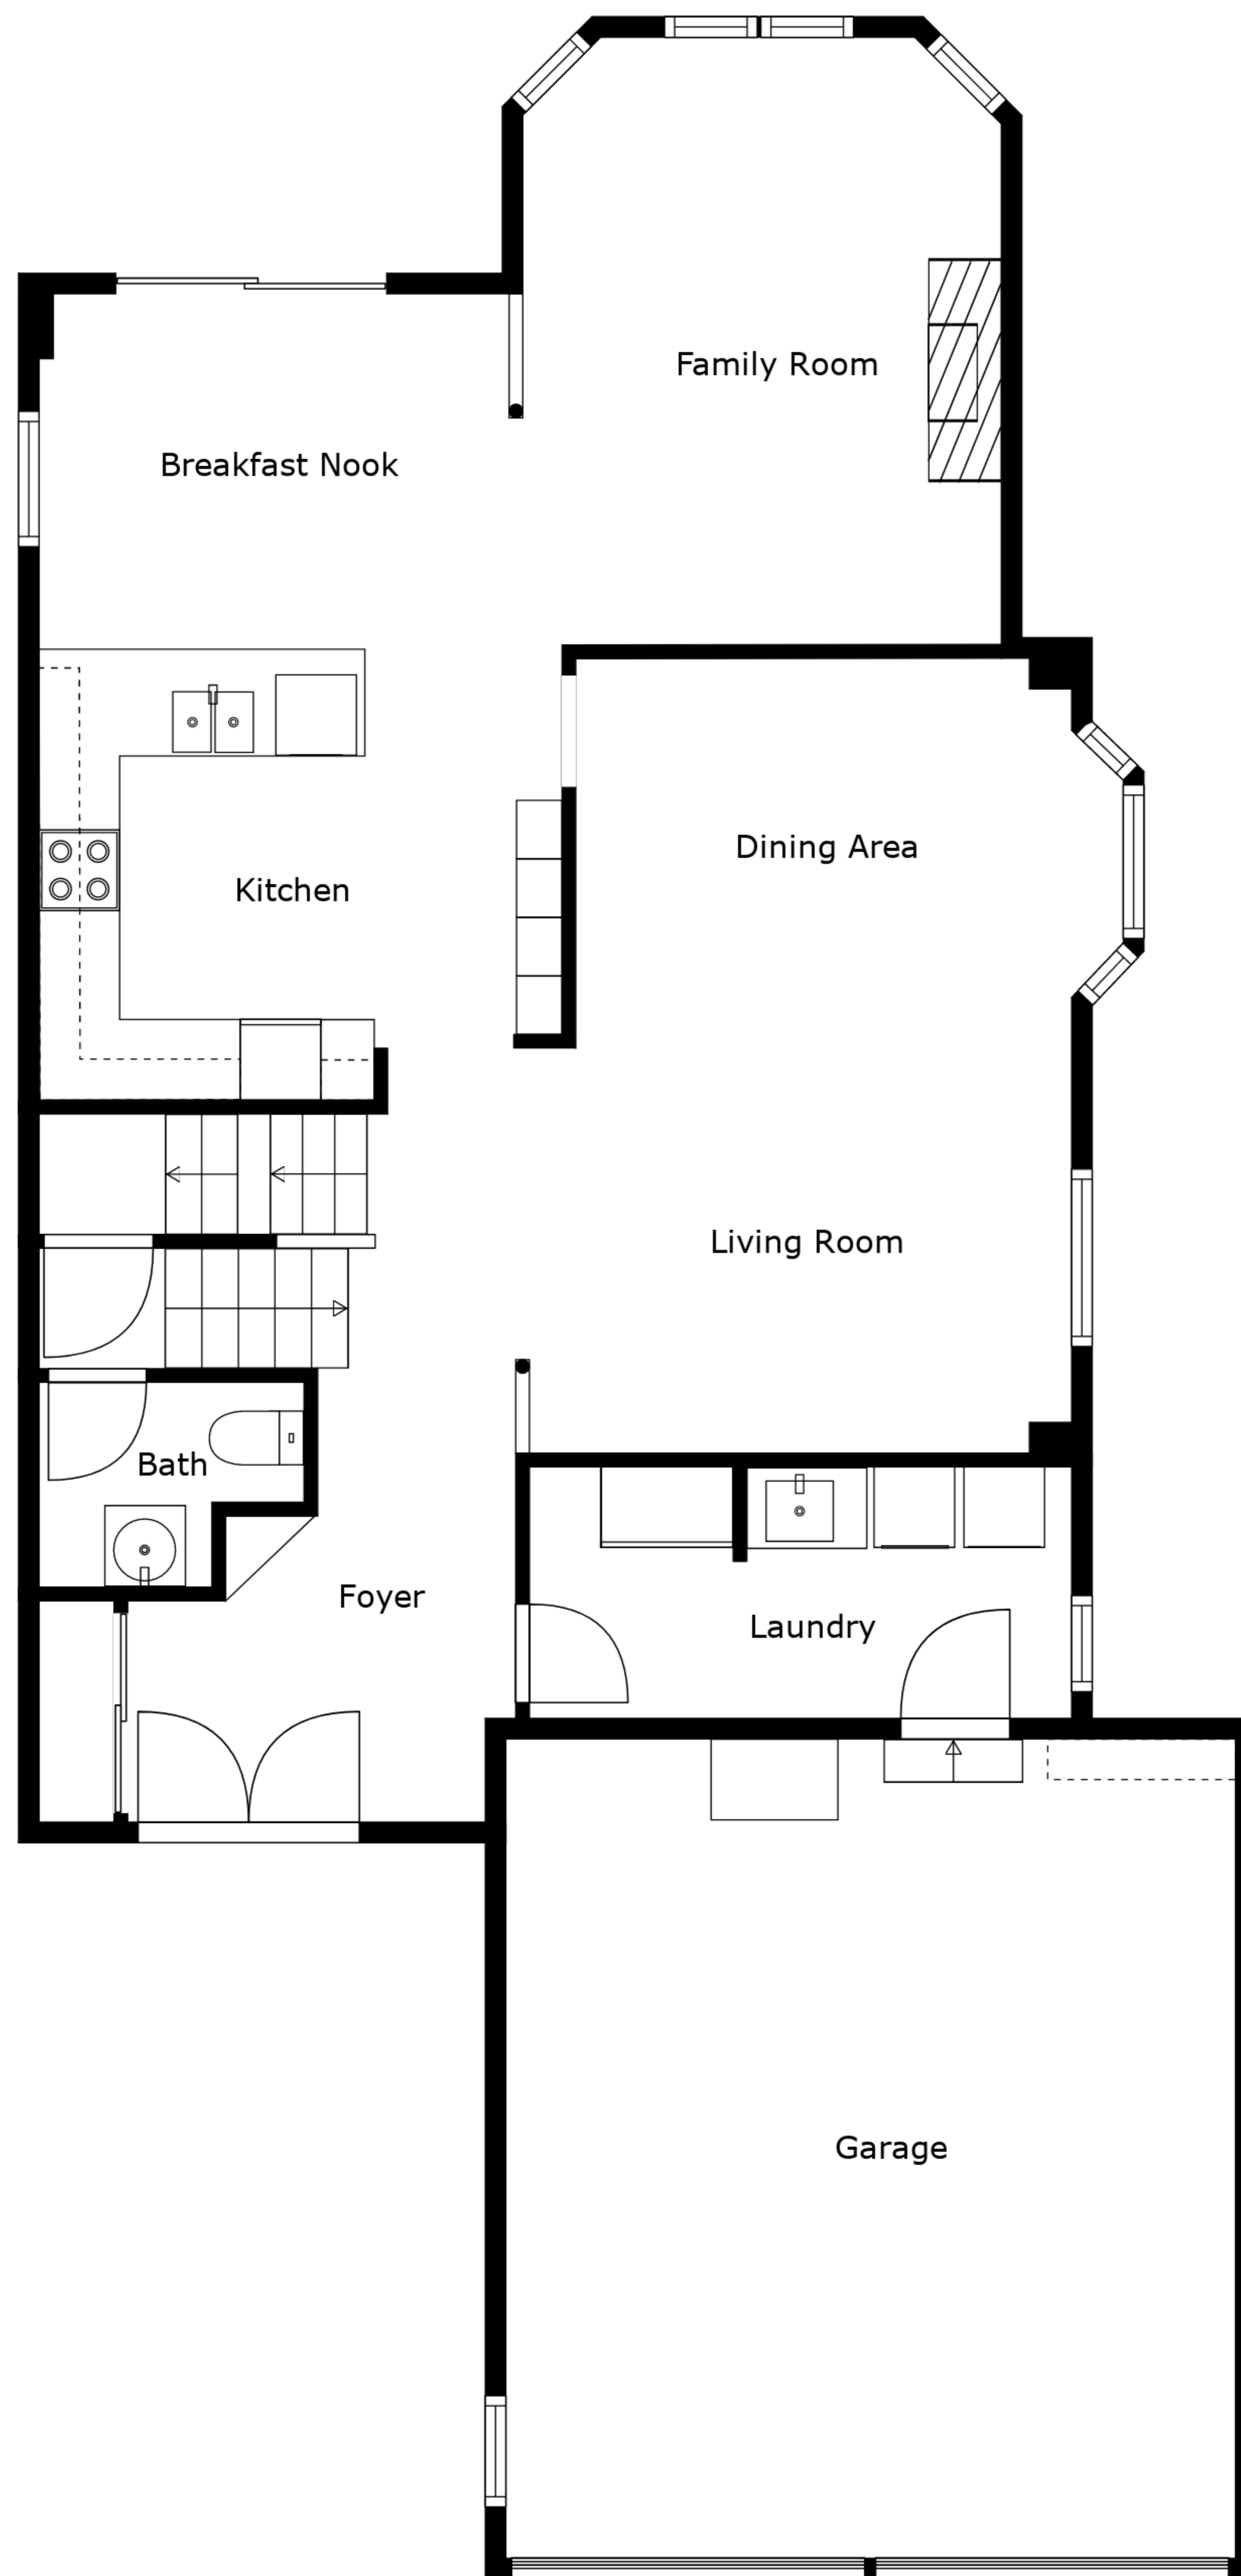 Family Room
Breakfast Nook
Dining Area
Kitchen
Living Room
Bath
Foyer
Laundry
Garage